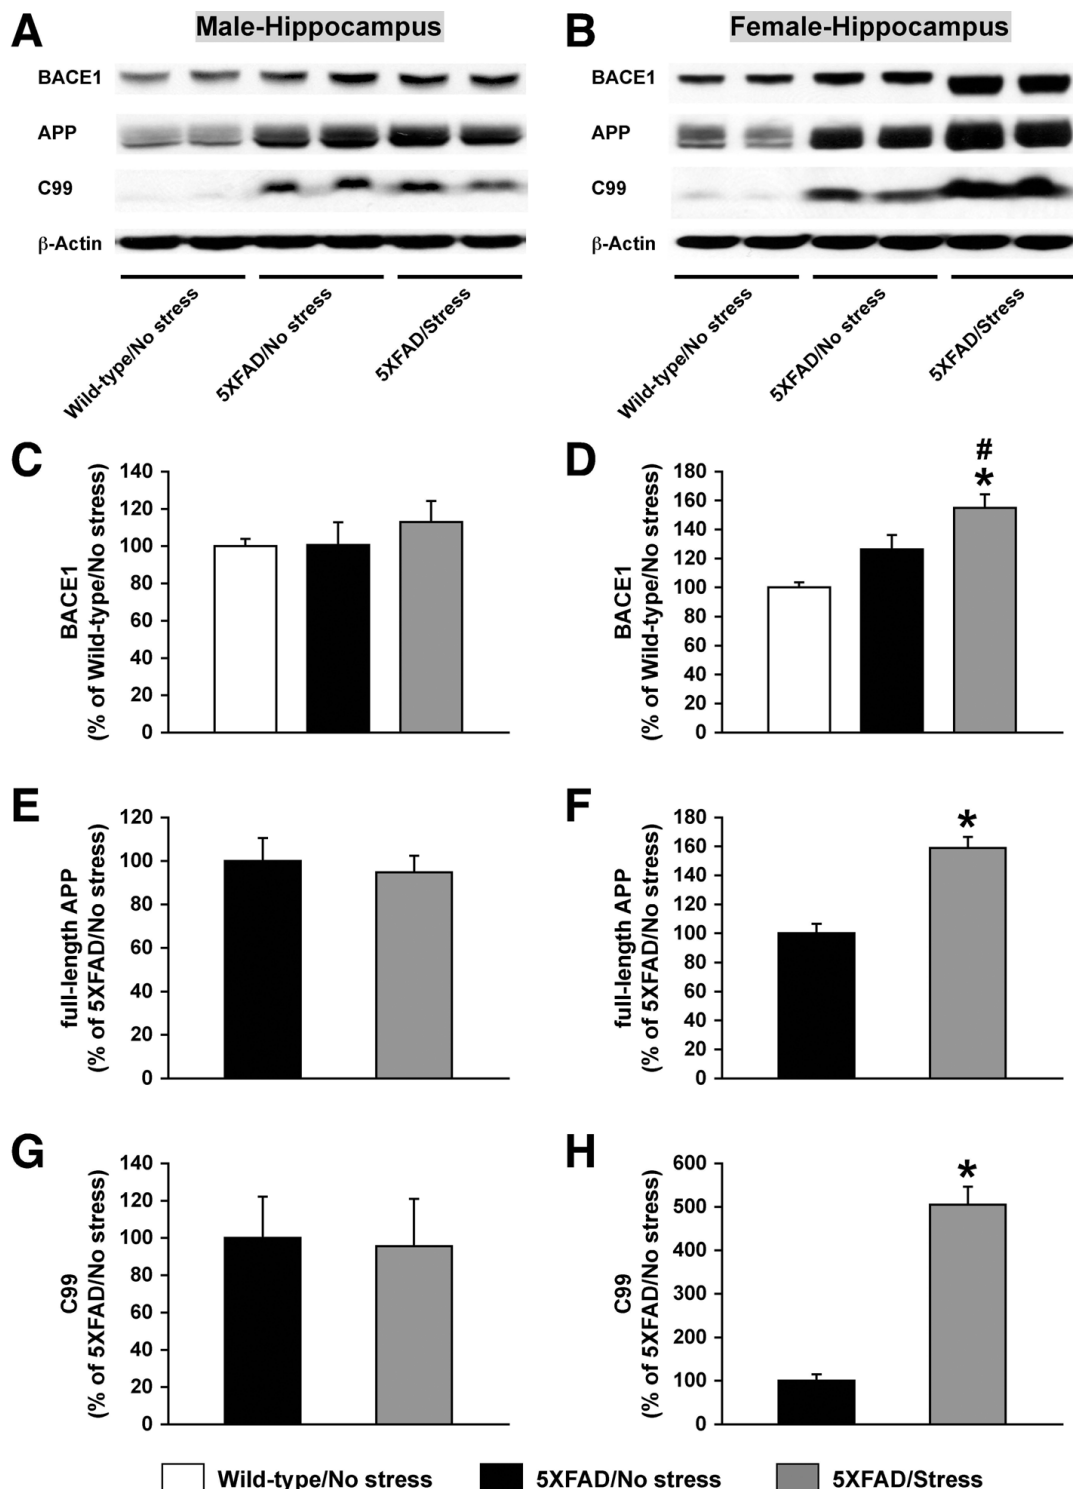 A Male-Hippocampus
B Female-Hippocampus
BACE1
APP
C99
β-Actin
Wild-type/No stress
5XFAD/No stress
5XFAD/Stress
BACE1
APP
C99
β-Actin
Wild-type/No stress
5XFAD/No stress
5XFAD/Stress
C
BACE1
(% of Wild-type/No stress)
140
120
100
80
60
40
20
0
D
BACE1
(% of Wild-type/No stress)
180
160
140
120
100
80
60
40
20
0
#
*
E
full-length APP
(% of 5XFAD/No stress)
120
100
80
60
40
20
0
F
full-length APP
(% of 5XFAD/No stress)
180
160
140
120
100
80
60
40
20
0
*
G
C99
(% of 5XFAD/No stress)
140
120
100
80
60
40
20
0
H
C99
(% of 5XFAD/No stress)
600
500
400
300
200
100
0
*
Wild-type/No stress
5XFAD/No stress
5XFAD/Stress